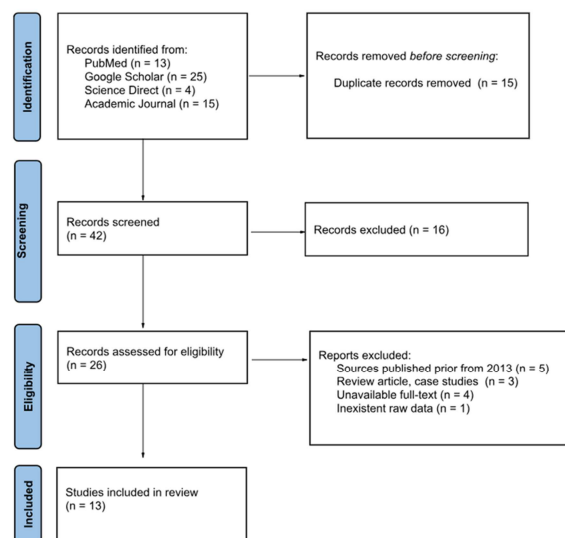 Identification
Records identified from:
PubMed (n = 13)
Google Scholar (n = 25)
Science Direct (n = 4)
Academic Journal (n = 15)
Records removed before screening:
Duplicate records removed (n = 15)
Screening
Records screened
(n = 42)
Records excluded (n = 16)
Eligibility
Records assessed for eligibility
(n = 26)
Reports excluded:
Sources published prior from 2013 (n = 5)
Review article, case studies (n = 3)
Unavailable full-text (n = 4)
Inexistent raw data (n = 1)
Included
Studies included in review
(n = 13)